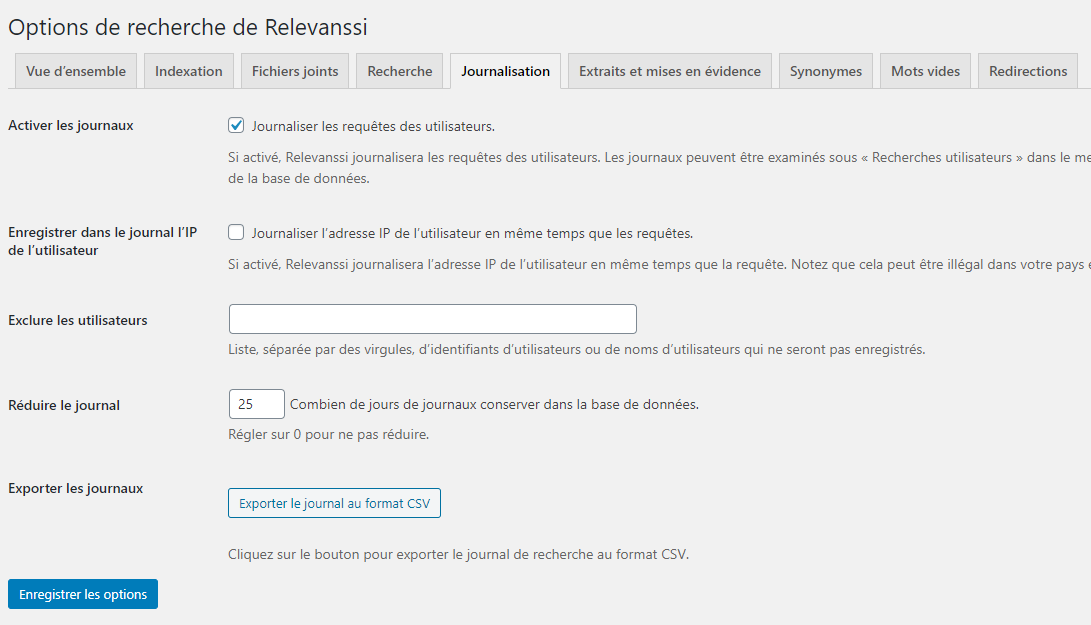 Options de recherche de Relevanssi
Vue d’ensemble Indexation Fichiers joints Recherche Journalisation Extraits et mises en évidence Synonymes Mots vides Redirections
Activer les journaux
Journaliser les requêtes des utilisateurs.
Si activé, Relevanssi journalisera les requêtes des utilisateurs. Les journaux peuvent être examinés sous « Recherches utilisateurs » dans le me
de la base de données.
Enregistrer dans le journal l’IP
de l’utilisateur
Journaliser l’adresse IP de l’utilisateur en même temps que les requêtes.
Si activé, Relevanssi journalisera l’adresse IP de l’utilisateur en même temps que la requête. Notez que cela peut être illégal dans votre pays e
Exclure les utilisateurs
Liste, séparée par des virgules, d’identifiants d’utilisateurs ou de noms d’utilisateurs qui ne seront pas enregistrés.
Réduire le journal
25 Combien de jours de journaux conserver dans la base de données.
Régler sur 0 pour ne pas réduire.
Exporter les journaux
Exporter le journal au format CSV
Cliquez sur le bouton pour exporter le journal de recherche au format CSV.
Enregistrer les options